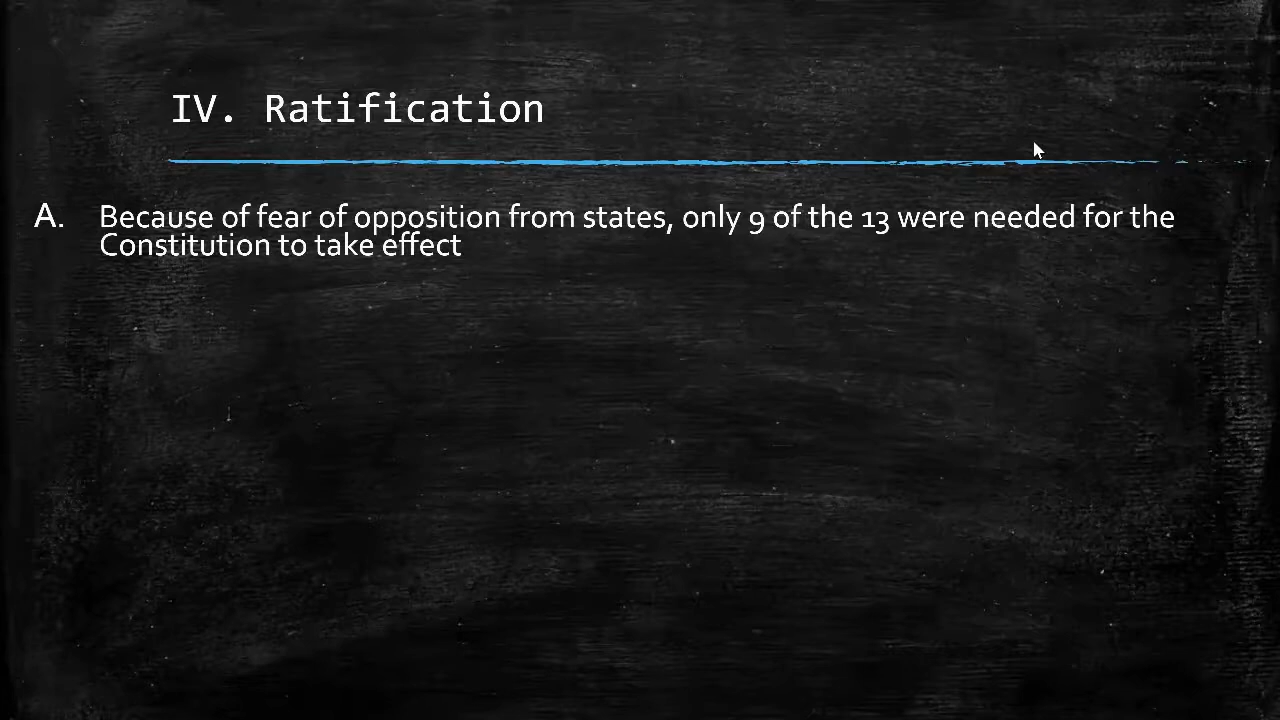 IV. Ratification
A. Because of fear of opposition from states, only 9 of the 13 were needed for the
Constitution to take effect